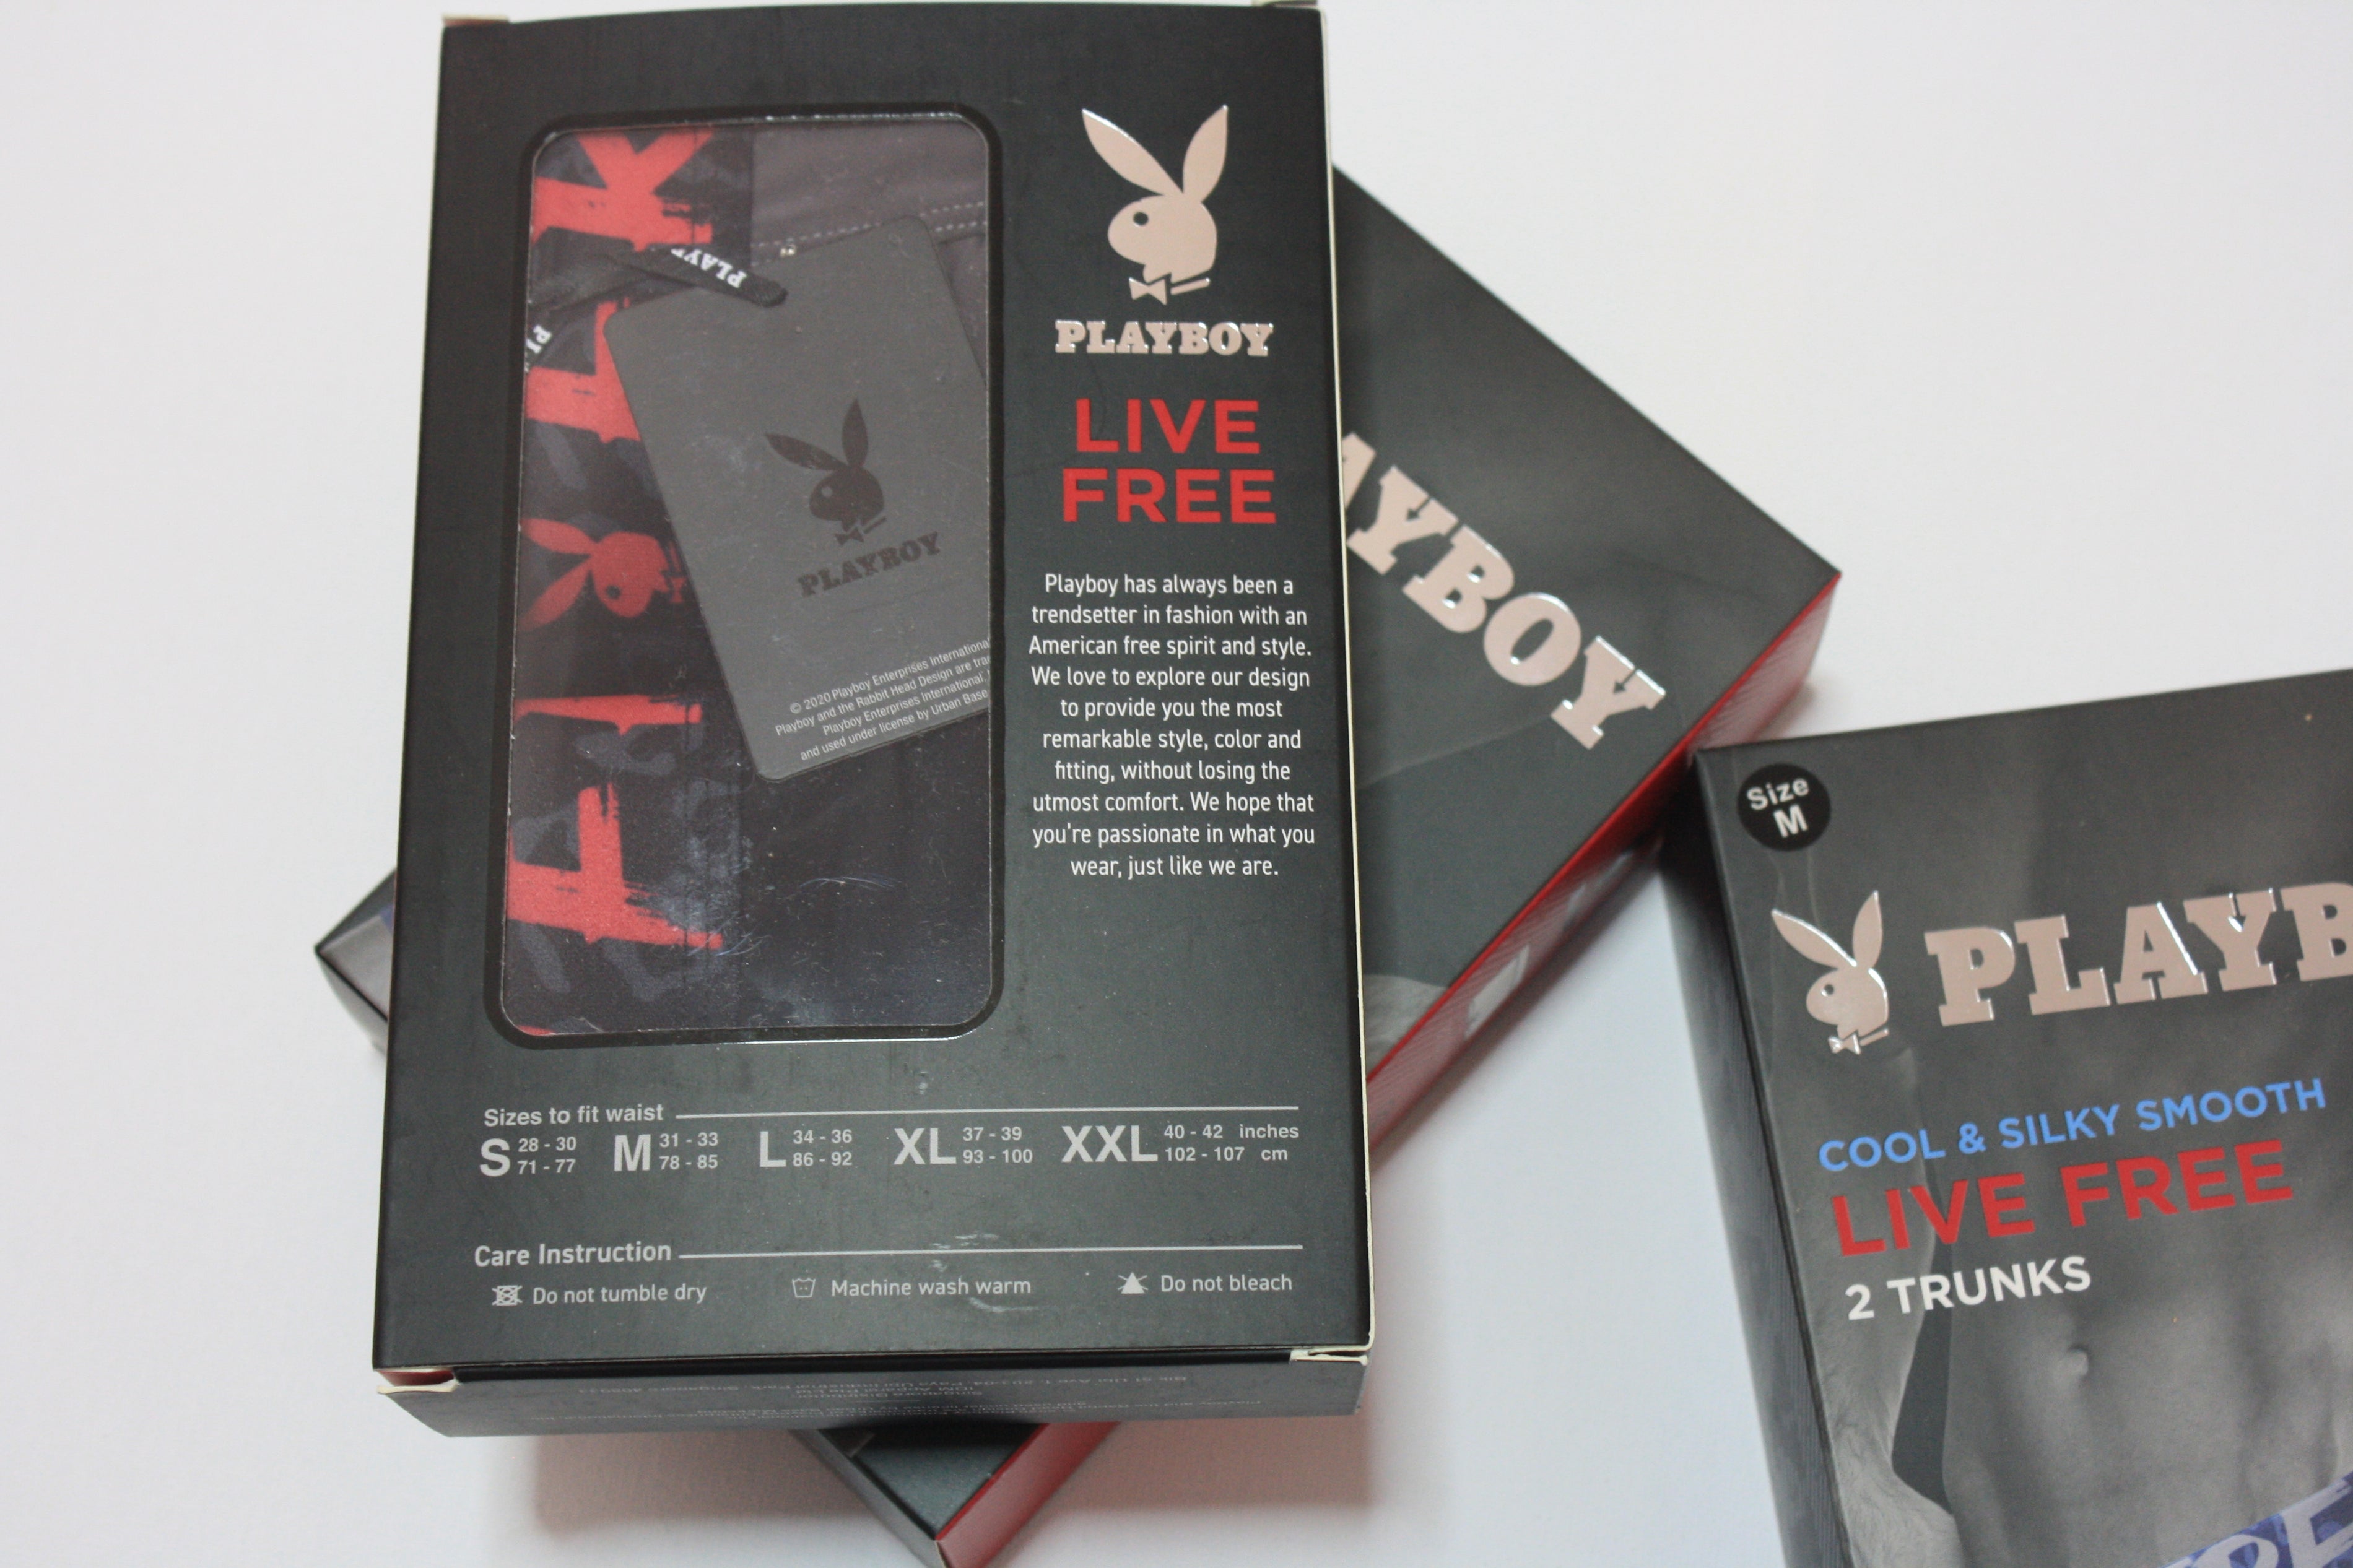 PLAYBOY
LIVE
FREE
Playboy has always been a
trendsetter in fashion with an
American free spirit and style.
We love to explore our design
to provide you the most
remarkable style, color and
fitting, without losing the
utmost comfort. We hope that
you're passionate in what you
wear, just like we are.
PLAYBOY
© 2020 Playboy Enterprises International
Playboy and the Rabbit Head Design are
Playboy Enterprises International
and used under license by Urban Base
Sizes to fit waist
S 28 - 30 M 31 - 33 L 34 - 36 XL 37 - 39 XXL 40 - 42 inches
71 - 77 78 - 85 86 - 92 93 - 100 102 - 107 cm
Care Instruction
Do not tumble dry Machine wash warm Do not bleach
AYBOY
Size
M
PLAYB
COOL & SILKY SMOOTH
LIVE FREE
2 TRUNKS